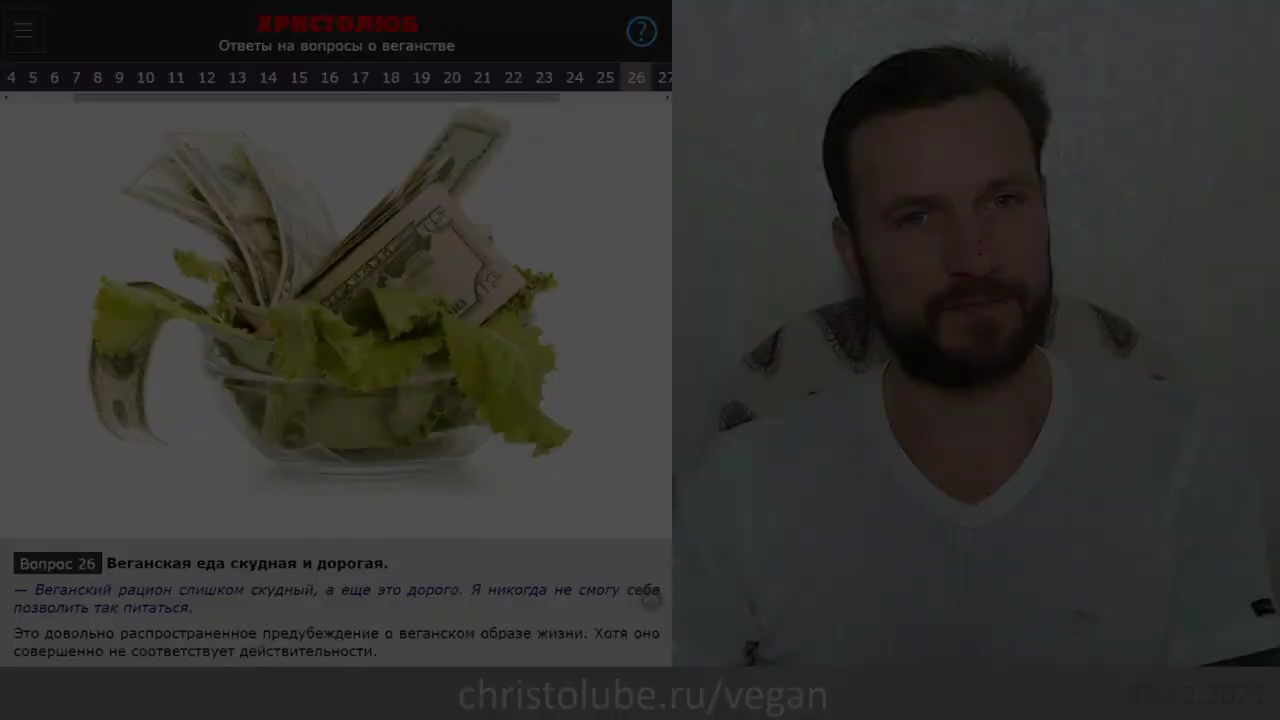 ХРИСТОЛЮБ
Ответы на вопросы о веганстве
4 5 6 7 8 9 10 11 12 13 14 15 16 17 18 19 20 21 22 23 24 25 26 27
Вопрос 26 Веганская еда скудная и дорогая.
— Веганский рацион слишком скудный, а еще это дорого. Я никогда не смогу себе
позволить так питаться.
Это довольно распространенное предубеждение о веганском образе жизни. Хотя оно
совершенно не соответствует действительности.
christolube.ru/vegan